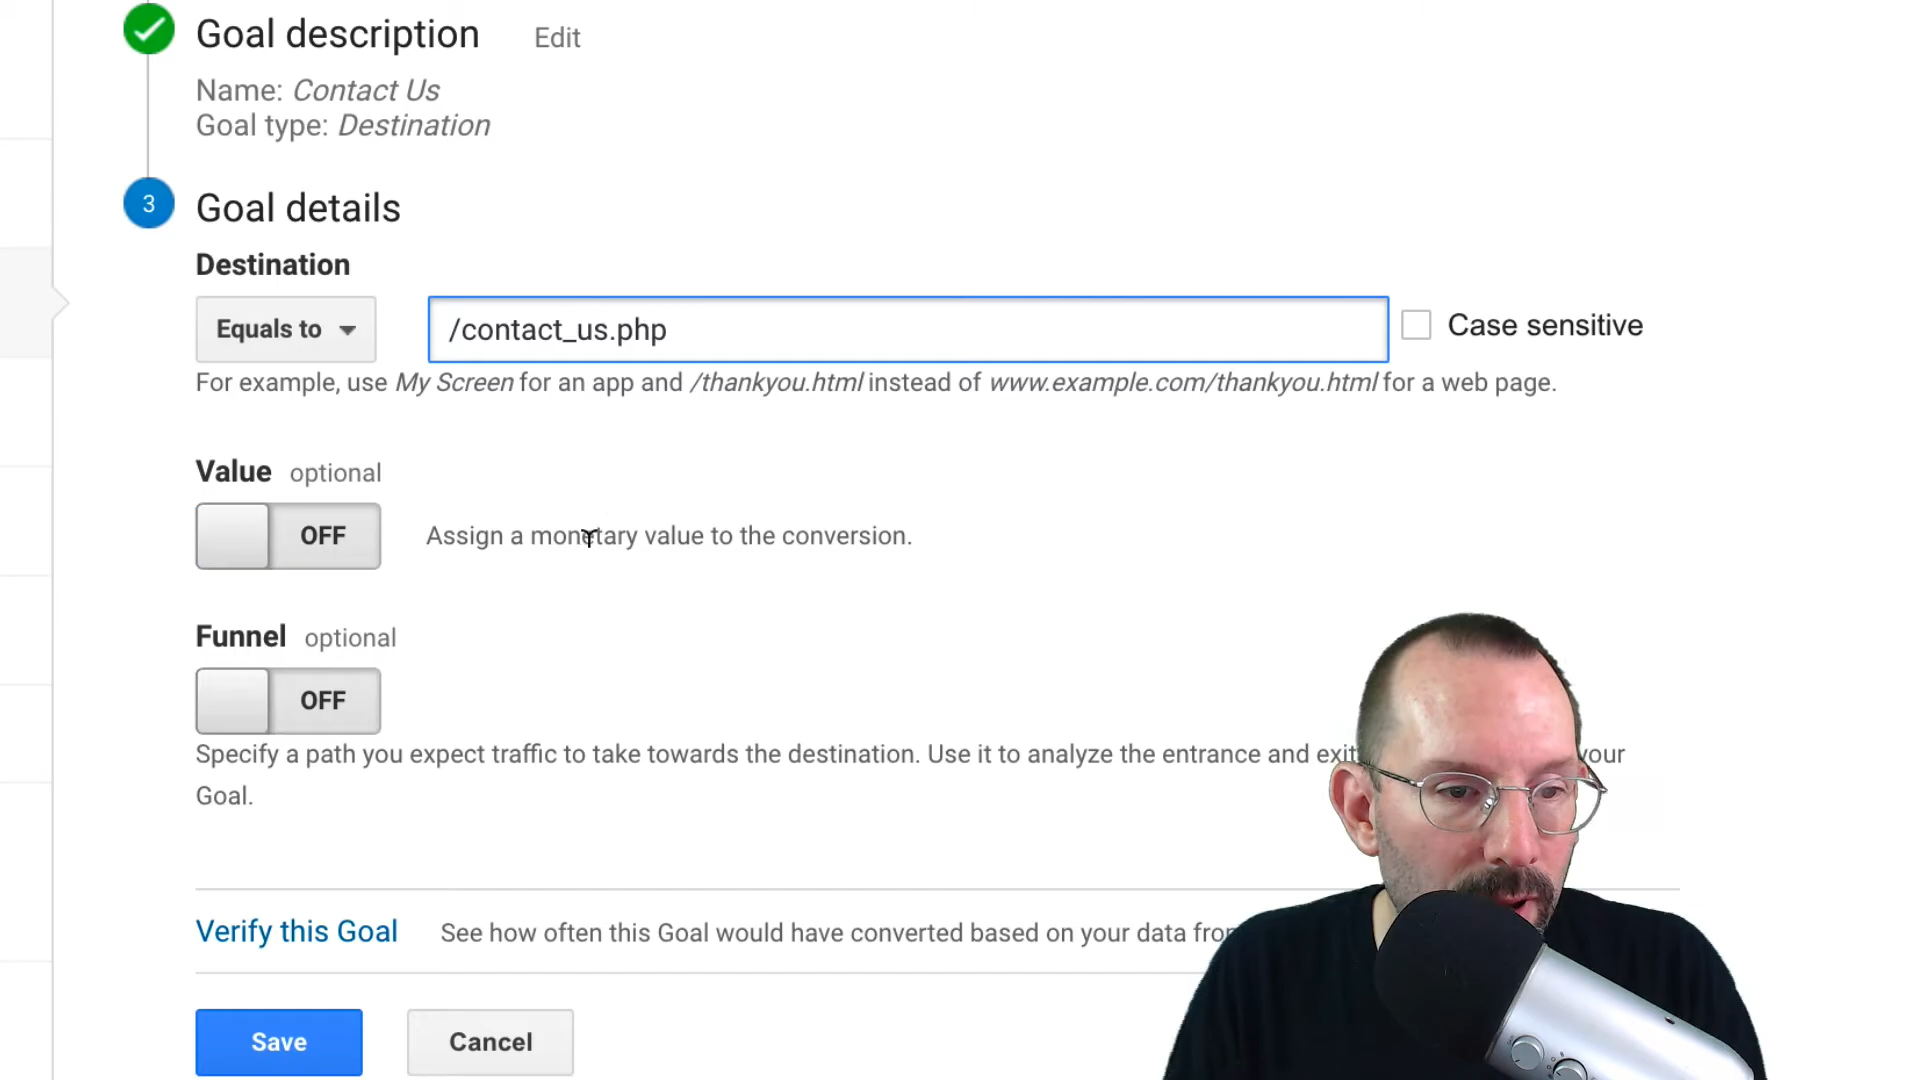 Goal description Edit
Name: Contact Us
Goal type: Destination
3 Goal details
Destination
Equals to /contact_us.php Case sensitive
For example, use My Screen for an app and /thankyou.html instead of www.example.com/thankyou.html for a web page.
Value optional
OFF Assign a monetary value to the conversion.
Funnel optional
OFF
Specify a path you expect traffic to take towards the destination. Use it to analyze the entrance and exit your
Goal.
Verify this Goal See how often this Goal would have converted based on your data from
Save Cancel